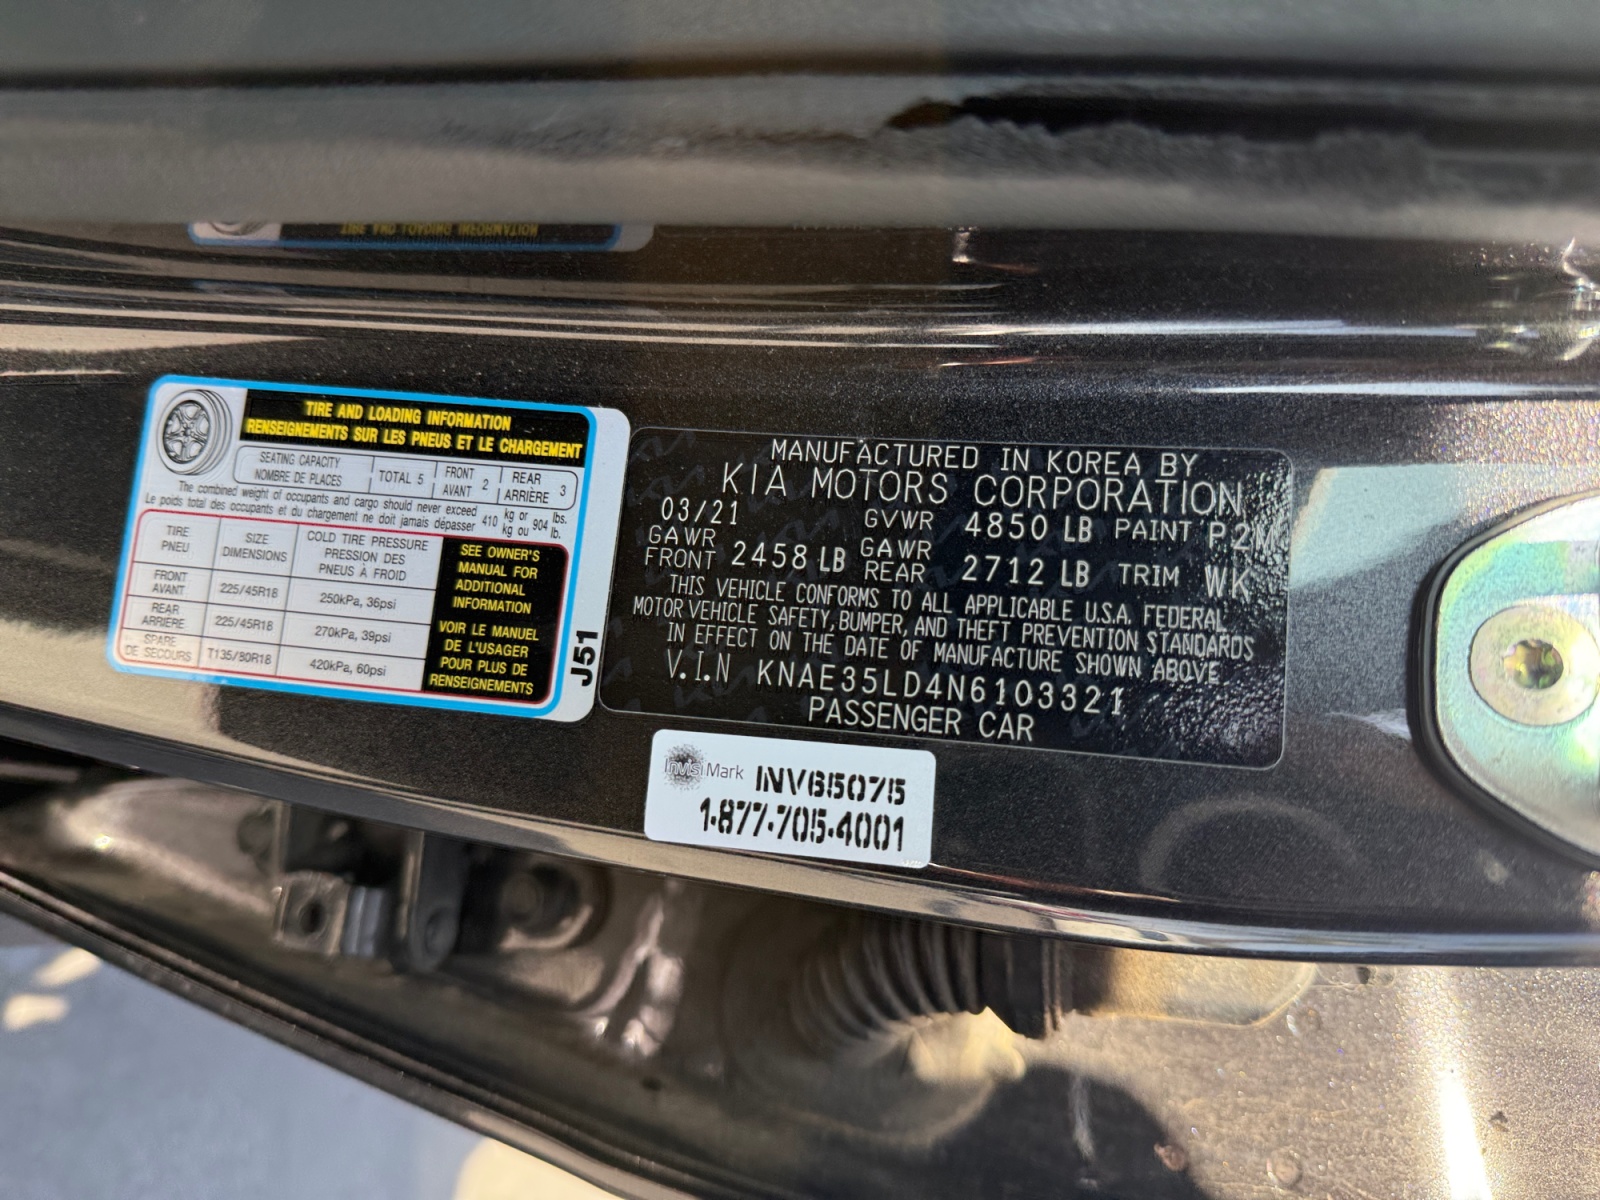 TIRE AND LOADING INFORMATION
RENSEIGNEMENTS SUR LES PNEUS ET LE CHARGEMENT
SEATING CAPACITY
NOMBRE DE PLACES
TOTAL 5
FRONT
AVANT 2
REAR
ARRIÈRE 3
The combined weight of occupants and cargo should never exceed
Le poids total des occupants et du chargement ne doit jamais dépasser
410 kg or 904 lbs.
kg ou lb.
TIRE
PNEU
SIZE
DIMENSIONS
COLD TIRE PRESSURE
PRESSION DES
PNEUS À FROID
FRONT
AVANT
225/45R18
250kPa, 36psi
REAR
ARRIÈRE
225/45R18
270kPa, 39psi
SPARE
DE SECOURS
T135/80R18
420kPa, 60psi
SEE OWNER'S
MANUAL FOR
ADDITIONAL
INFORMATION
VOIR LE MANUEL
DE L'USAGER
POUR PLUS DE
RENSEIGNEMENTS
J51
MANUFACTURED IN KOREA BY
KIA MOTORS CORPORATION
03/21 GVWR 4850 LB PAINT P.2M
GAWR FRONT 2458 LB GAWR REAR 2712 LB TRIM WK
THIS VEHICLE CONFORMS TO ALL APPLICABLE U.S.A. FEDERAL
MOTOR VEHICLE SAFETY, BUMPER, AND THEFT PREVENTION STANDARDS
IN EFFECT ON THE DATE OF MANUFACTURE SHOWN ABOVE
V.I.N KNAE35LD4N6103321
PASSENGER CAR
InvisiMark INV65075
1-877-705-4001